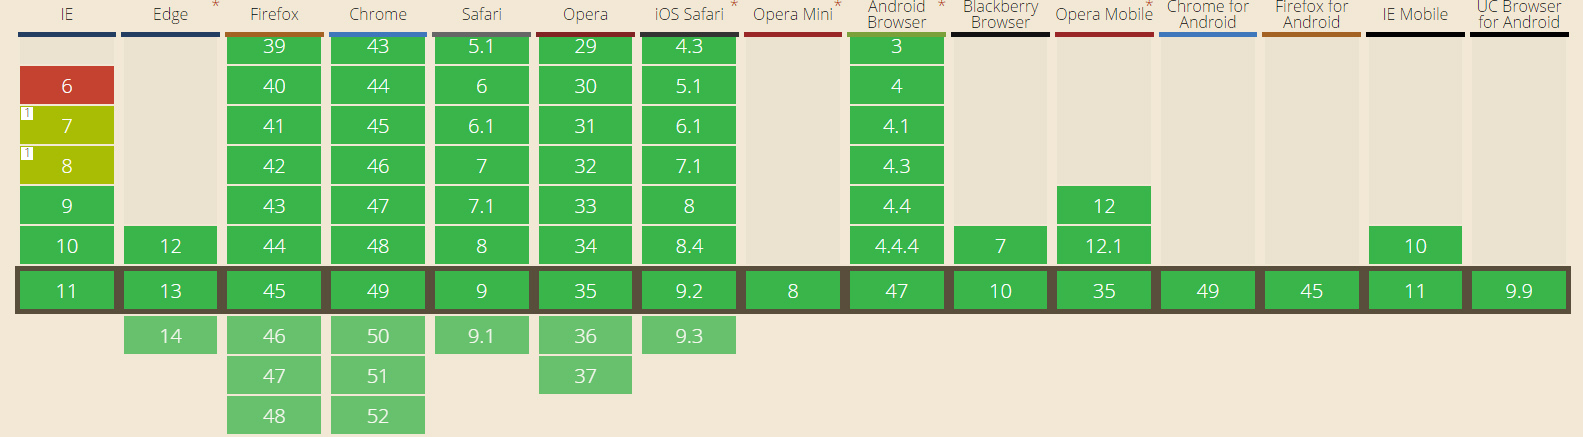 IE Edge * Firefox Chrome Safari Opera iOS Safari * Opera Mini * Android Browser * Blackberry Browser Opera Mobile * Chrome for Android Firefox for Android IE Mobile UC Browser for Android
39 43 5.1 29 4.3 3
6 40 44 6 30 5.1 4
1 7 41 45 6.1 31 6.1 4.1
1 8 42 46 7 32 7.1 4.3
9 43 47 7.1 33 8 4.4 12
10 12 44 48 8 34 8.4 4.4.4 7 12.1 10
11 13 45 49 9 35 9.2 8 47 10 35 49 45 11 9.9
14 46 50 9.1 36 9.3
47 51 37
48 52